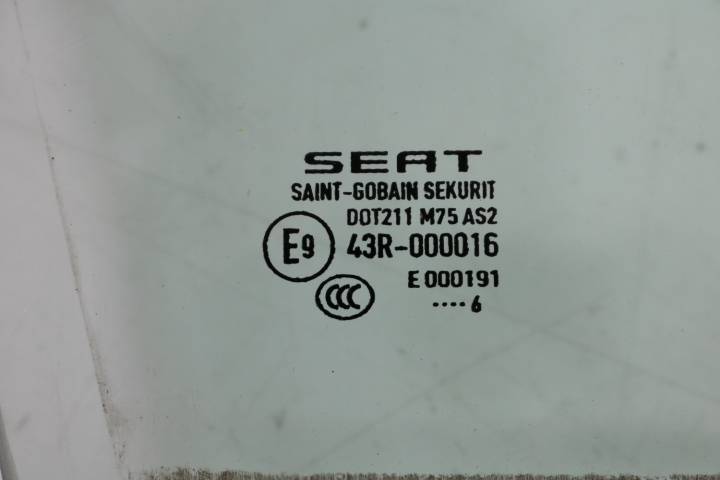 SEAT
SAINT-GOBAIN SEKURIT
DOT211 M75 AS2
E9 43R-000016
CCC E 000191
.... 6